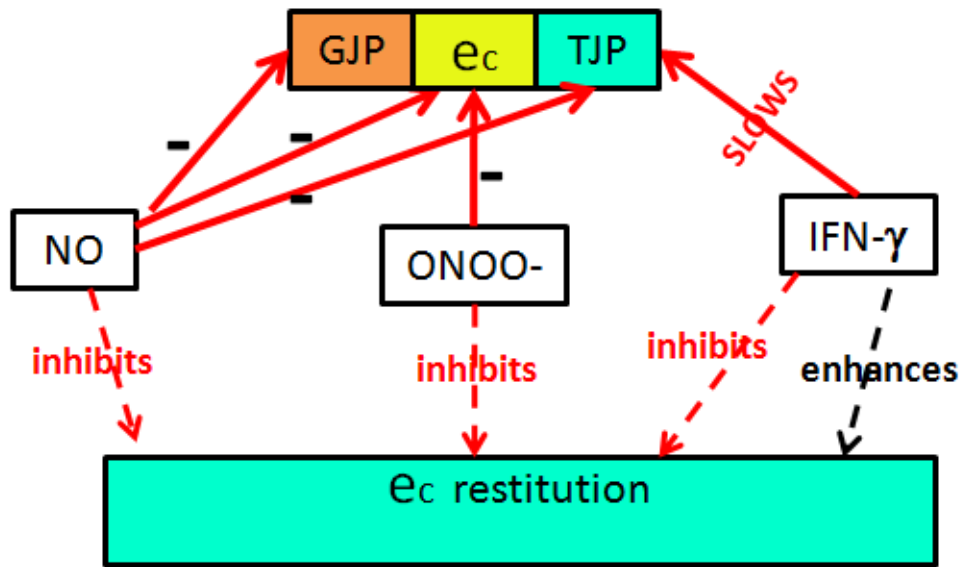 GJP
ec
TJP
-
-
-
-
SLOWS
NO
ONOO-
IFN-γ
inhibits
inhibits
inhibits
enhances
ec restitution